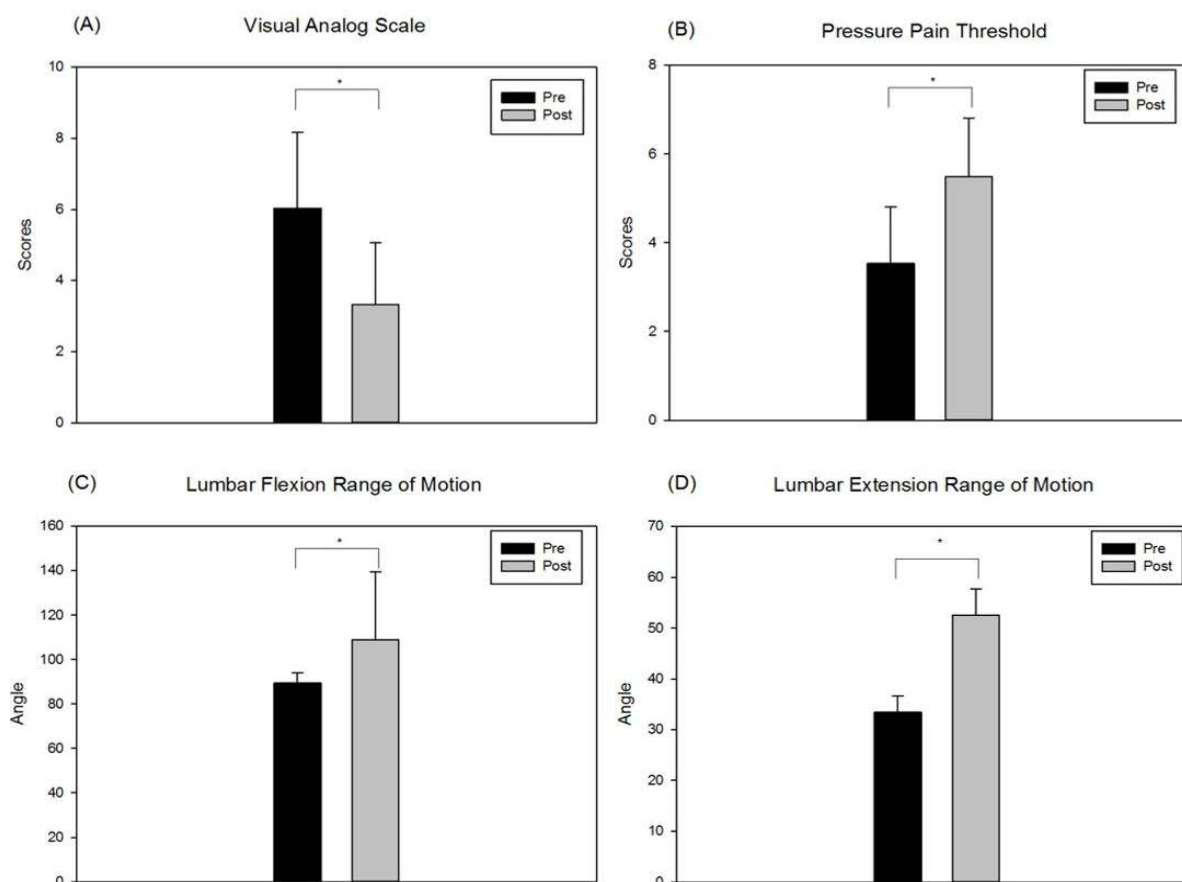 (A)
Visual Analog Scale
10
8
6
4
2
0
Scores
*
Pre
Post
(B)
Pressure Pain Threshold
8
6
4
2
0
Scores
*
Pre
Post
(C)
Lumbar Flexion Range of Motion
160
140
120
100
80
60
40
20
0
Angle
*
Pre
Post
(D)
Lumbar Extension Range of Motion
70
60
50
40
30
20
10
0
Angle
*
Pre
Post